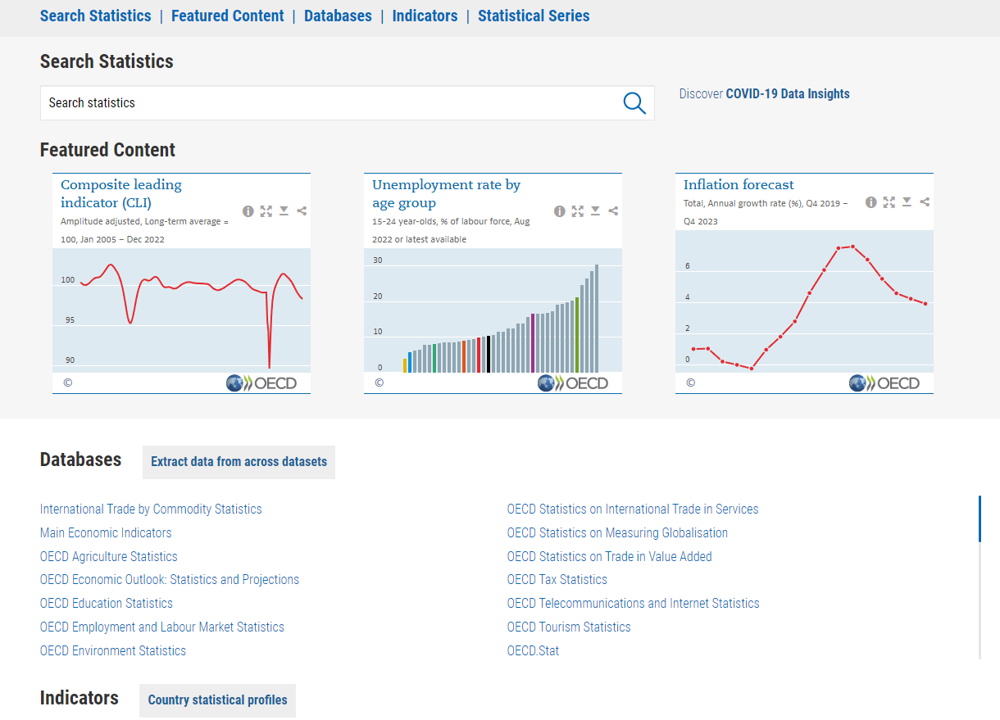 Search Statistics | Featured Content | Databases | Indicators | Statistical Series
Search Statistics
Search statistics
Discover COVID-19 Data Insights
Featured Content
Composite leading
indicator (CLI)
Amplitude adjusted, Long-term average =
100, Jan 2005 – Dec 2022
100
95
90
©
OECD
Unemployment rate by
age group
15-24 year-olds, % of labour force, Aug
2022 or latest available
30
20
10
0
©
OECD
Inflation forecast
Total, Annual growth rate (%), Q4 2019 –
Q4 2023
6
4
2
0
©
OECD
Databases
Extract data from across datasets
International Trade by Commodity Statistics
Main Economic Indicators
OECD Agriculture Statistics
OECD Economic Outlook: Statistics and Projections
OECD Education Statistics
OECD Employment and Labour Market Statistics
OECD Environment Statistics
OECD Statistics on International Trade in Services
OECD Statistics on Measuring Globalisation
OECD Statistics on Trade in Value Added
OECD Tax Statistics
OECD Telecommunications and Internet Statistics
OECD Tourism Statistics
OECD.Stat
Indicators
Country statistical profiles